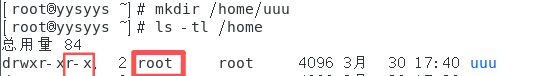 [root@yysyys ~]# mkdir /home/uuu
[root@yysyys ~]# ls -tl /home
总用量 84
drwxr-xr-x. 2 root root 4096 3月 30 17:40 uuu